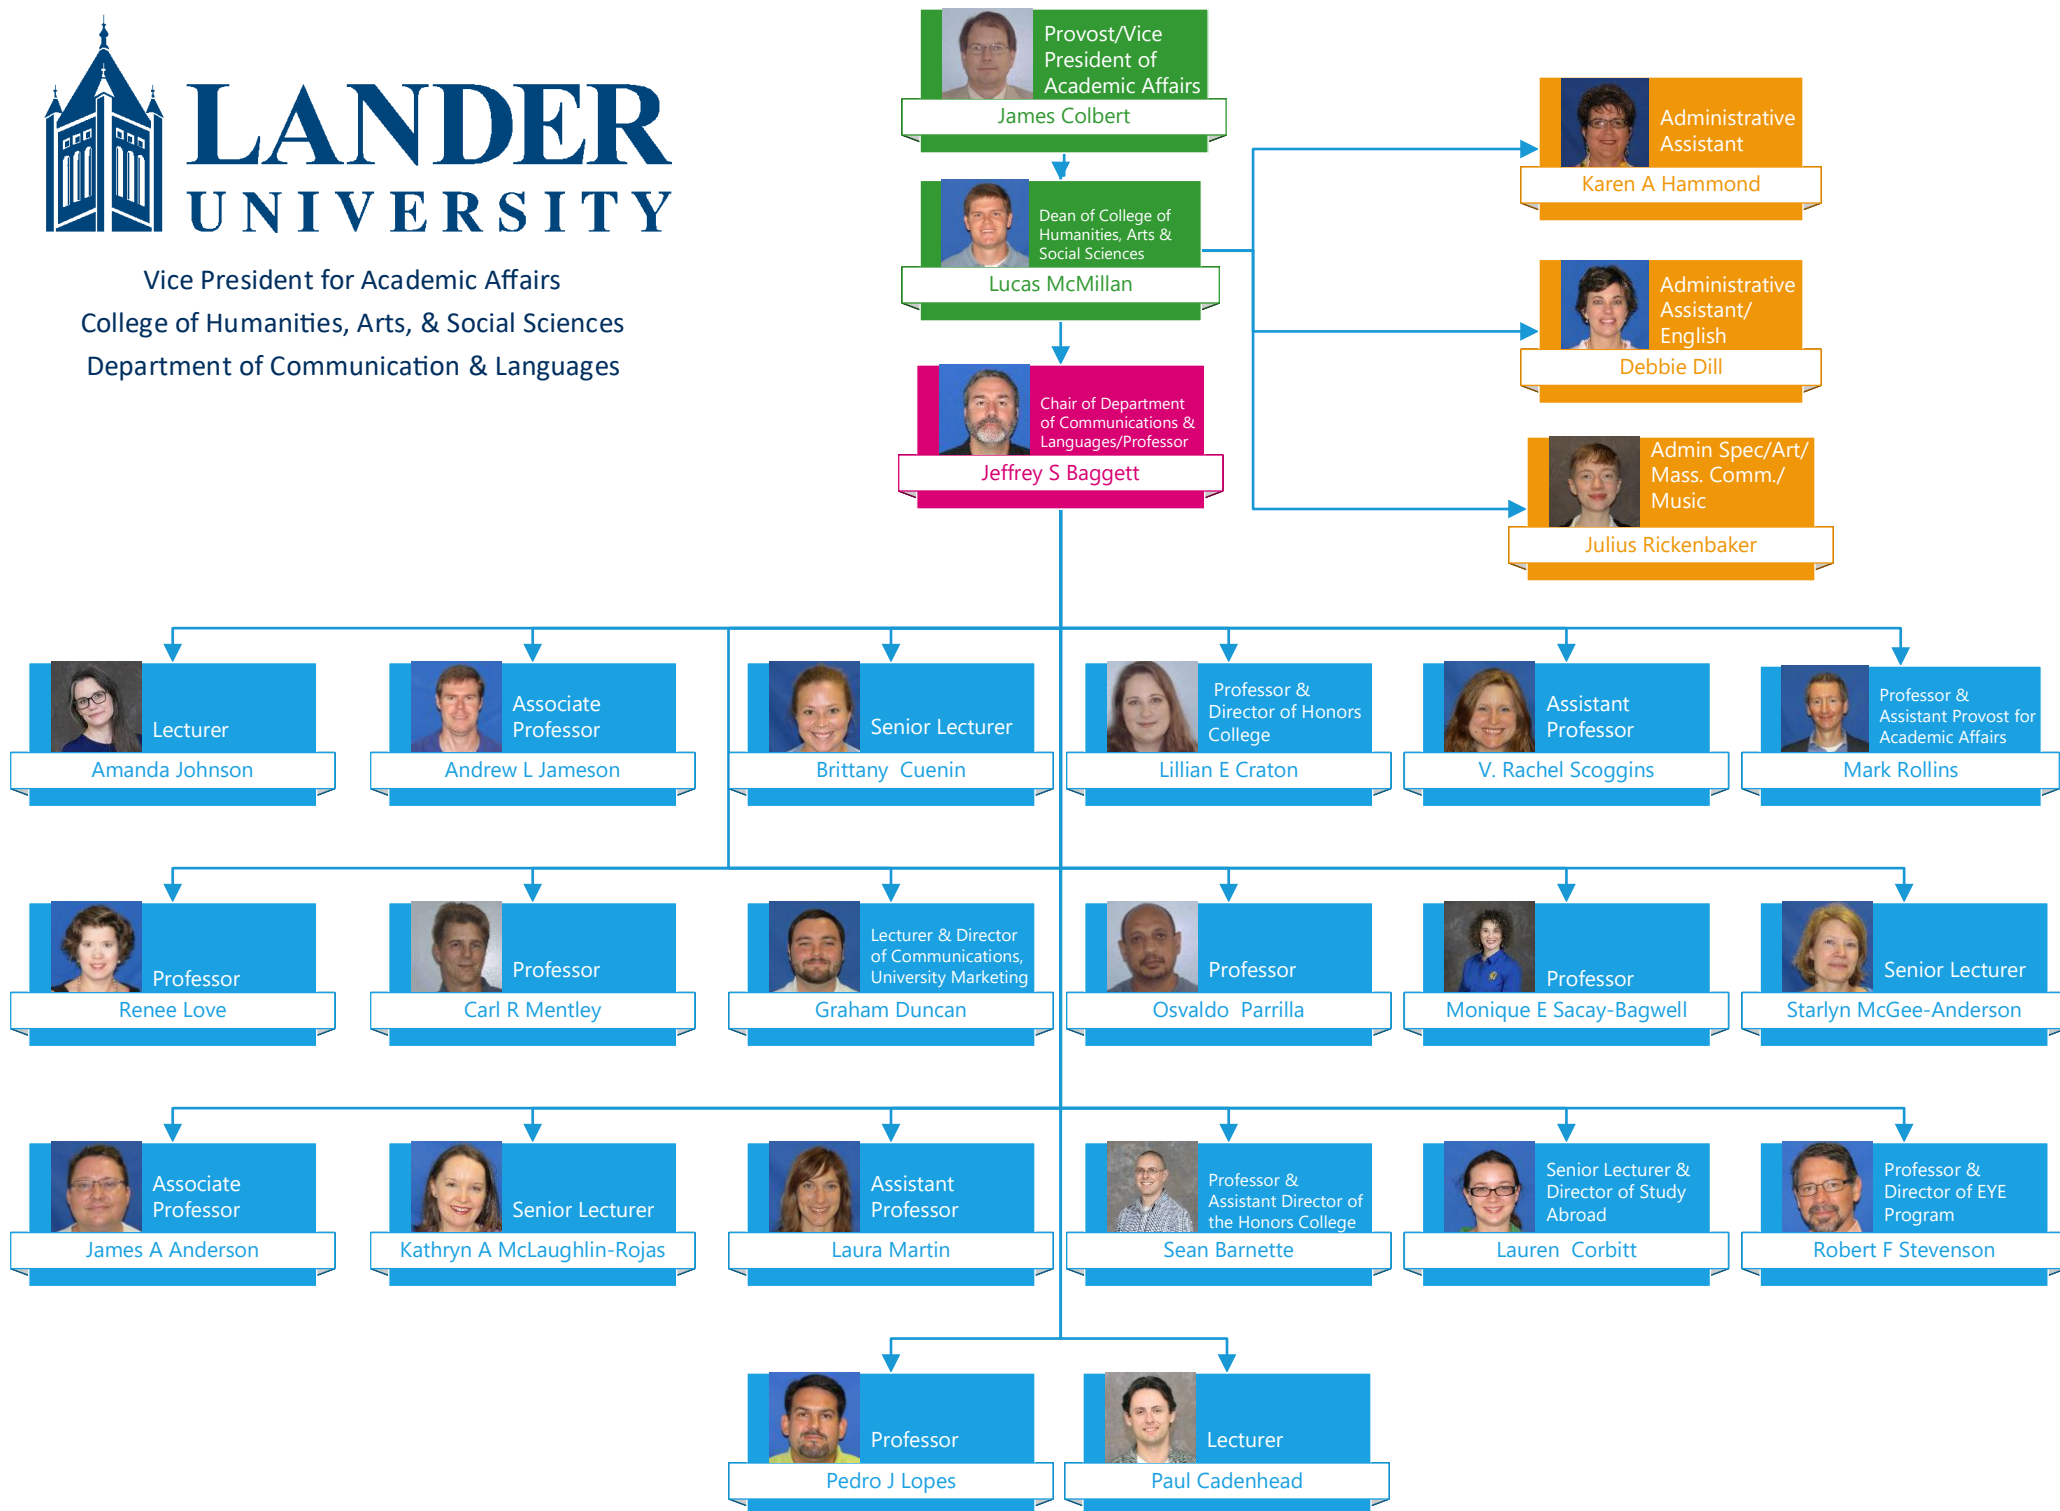 LANDER
UNIVERSITY
Vice President for Academic Affairs
College of Humanities, Arts, & Social Sciences
Department of Communication & Languages
Provost/Vice
President of
Academic Affairs
James Colbert
Dean of College of
Humanities, Arts &
Social Sciences
Lucas McMillan
Chair of Department
of Communications &
Languages/Professor
Jeffrey S Baggett
Administrative
Assistant
Karen A Hammond
Administrative
Assistant/
English
Debbie Dill
Admin Spec/Art/
Mass. Comm./
Music
Julius Rickenbaker
Lecturer
Amanda Johnson
Associate
Professor
Andrew L Jameson
Senior Lecturer
Brittany  Cuenin
Professor &
Director of Honors
College
Lillian E Craton
Assistant
Professor
V. Rachel Scoggins
Professor &
Assistant Provost for
Academic Affairs
Mark Rollins
Professor
Renee Love
Professor
Carl R Mentley
Lecturer & Director
of Communications,
University Marketing
Graham Duncan
Professor
Osvaldo  Parrilla
Professor
Monique E Sacay-Bagwell
Senior Lecturer
Starlyn McGee-Anderson
Associate
Professor
James A Anderson
Senior Lecturer
Kathryn A McLaughlin-Rojas
Assistant
Professor
Laura Martin
Professor &
Assistant Director of
the Honors College
Sean Barnette
Senior Lecturer &
Director of Study
Abroad
Lauren  Corbitt
Professor &
Director of EYE
Program
Robert F Stevenson
Professor
Pedro J Lopes
Lecturer
Paul Cadenhead